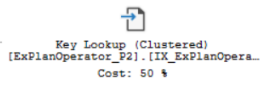 Key Lookup (Clustered)
[ExPlanOperator_P2].[IX_ExPlanOpera…
Cost: 50 %